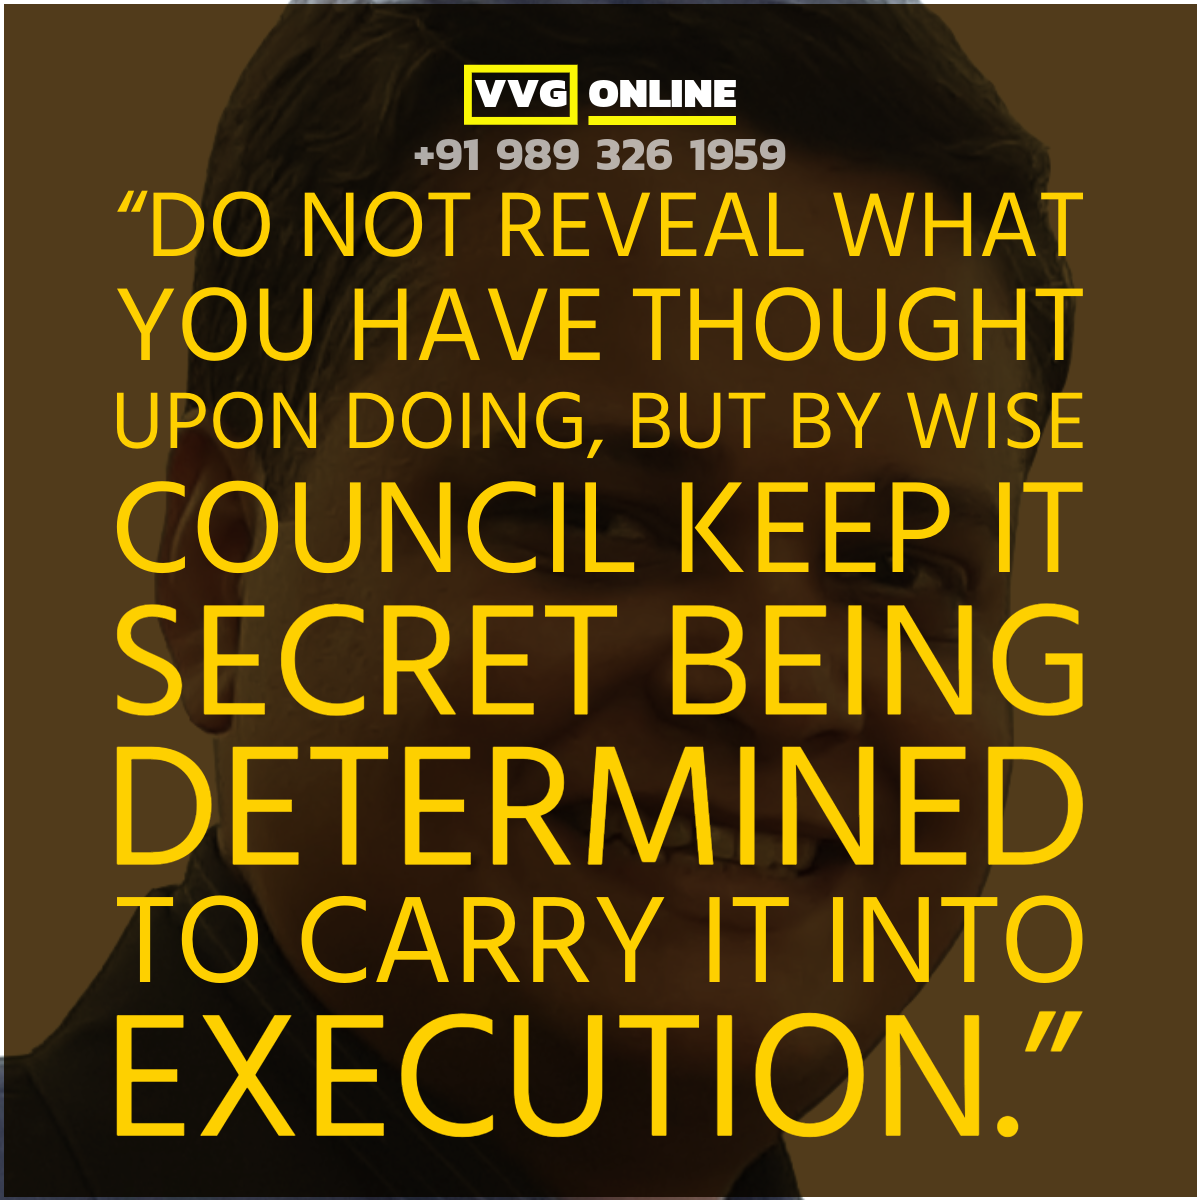 VVG ONLINE
+91 989 326 1959
“DO NOT REVEAL WHAT
YOU HAVE THOUGHT
UPON DOING, BUT BY WISE
COUNCIL KEEP IT
SECRET BEING
DETERMINED
TO CARRY IT INTO
EXECUTION.”